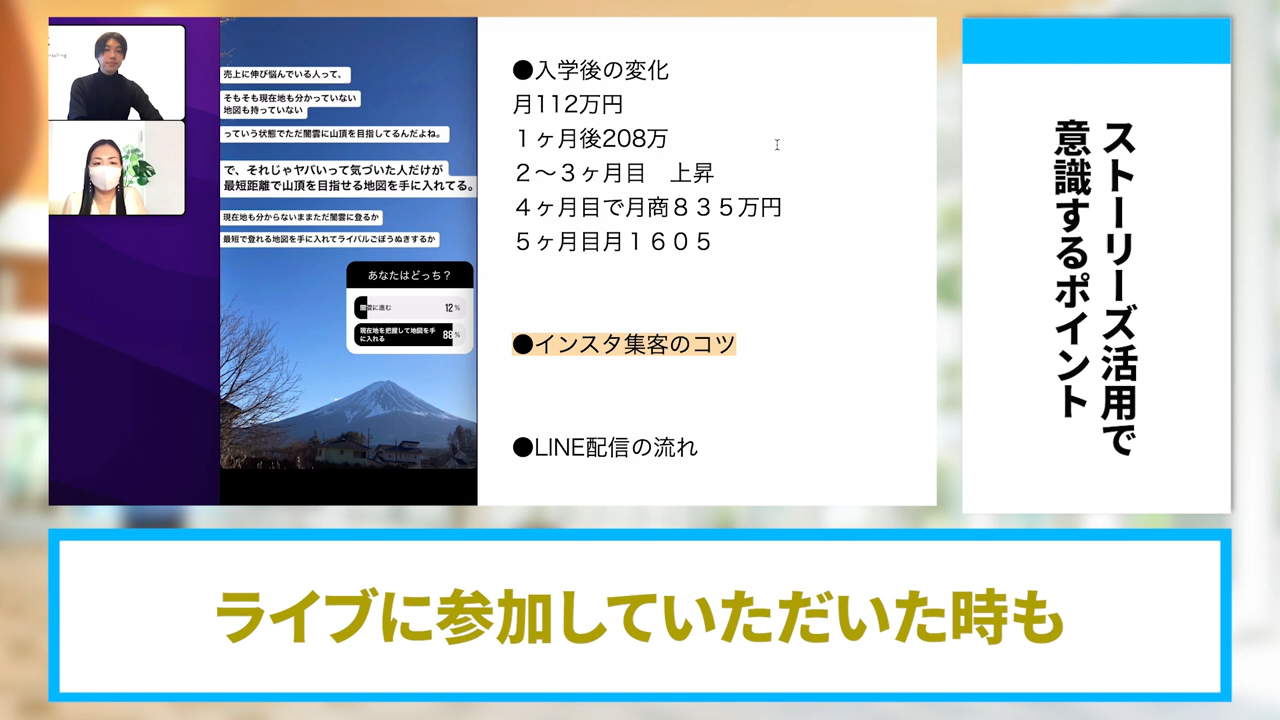 売上に伸び悩んでいる人って、
そもそも現在地も分かっていない
地図も持っていない
っていう状態でただ闇雲に山頂を目指してるんだよね。
で、それじゃヤバいって気づいた人だけが
最短距離で山頂を目指せる地図を手に入れてる。
現在地も分からないままただ闇雲に登るか
最短で登れる地図を手に入れてライバルごぼうぬきするか
あなたはどっち？
闇雲に進む 12%
現在地を把握して地図を手
に入れる 88%
●入学後の変化
月112万円
１ヶ月後208万
２〜３ヶ月目　上昇
４ヶ月目で月商８３５万円
５ヶ月目月１６０５
●インスタ集客のコツ
●LINE配信の流れ
ストーリーズ活用で
意識するポイント
ライブに参加していただいた時も